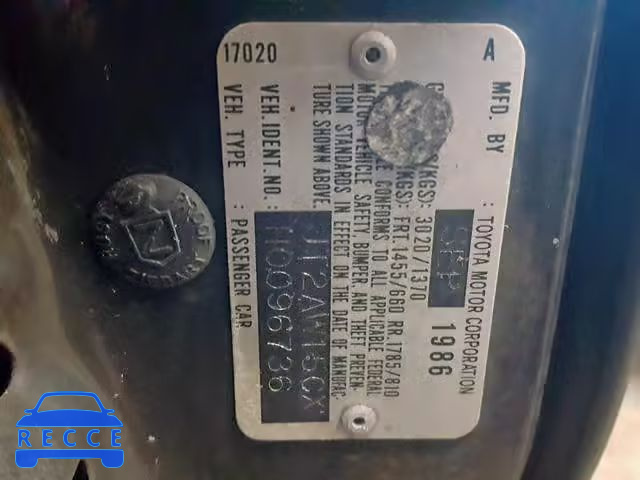 A
17020
MFD. BY : TOYOTA MOTOR CORPORATION
SEP 1986
(KGS): 3020/1370
(KGS): FRT.1455/660 RR.1785/810
CONFORMS TO ALL APPLICABLE FEDERAL
MOTOR VEHICLE SAFETY, BUMPER, AND THEFT PREVEN-
TION STANDARDS IN EFFECT ON THE DATE OF MANUFAC-
TURE SHOWN ABOVE.
VEH. IDENT. NO. : JT2AW15CX
H0096736
VEH. TYPE : PASSENGER CAR
ZIEBART
N
RECCE